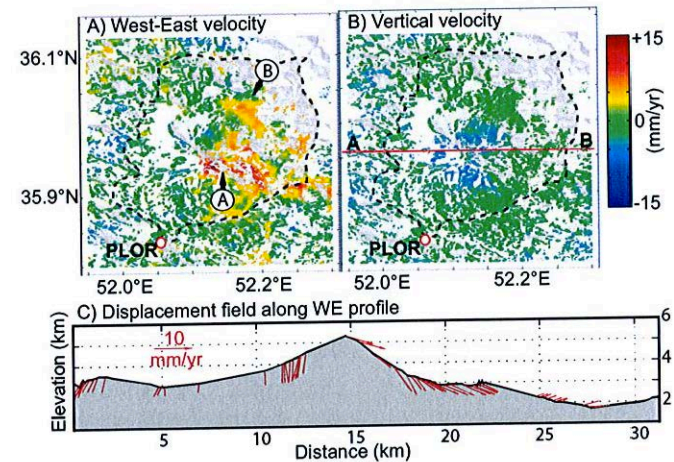 A) West-East velocity
B) Vertical velocity
36.1°N
35.9°N
B
A
PLOR
A
B
PLOR
+15
0
-15
(mm/yr)
52.0°E
52.2°E
52.0°E
52.2°E
C) Displacement field along WE profile
10
mm/yr
Elevation (km)
6
4
2
5
10
15
20
25
30
Distance (km)